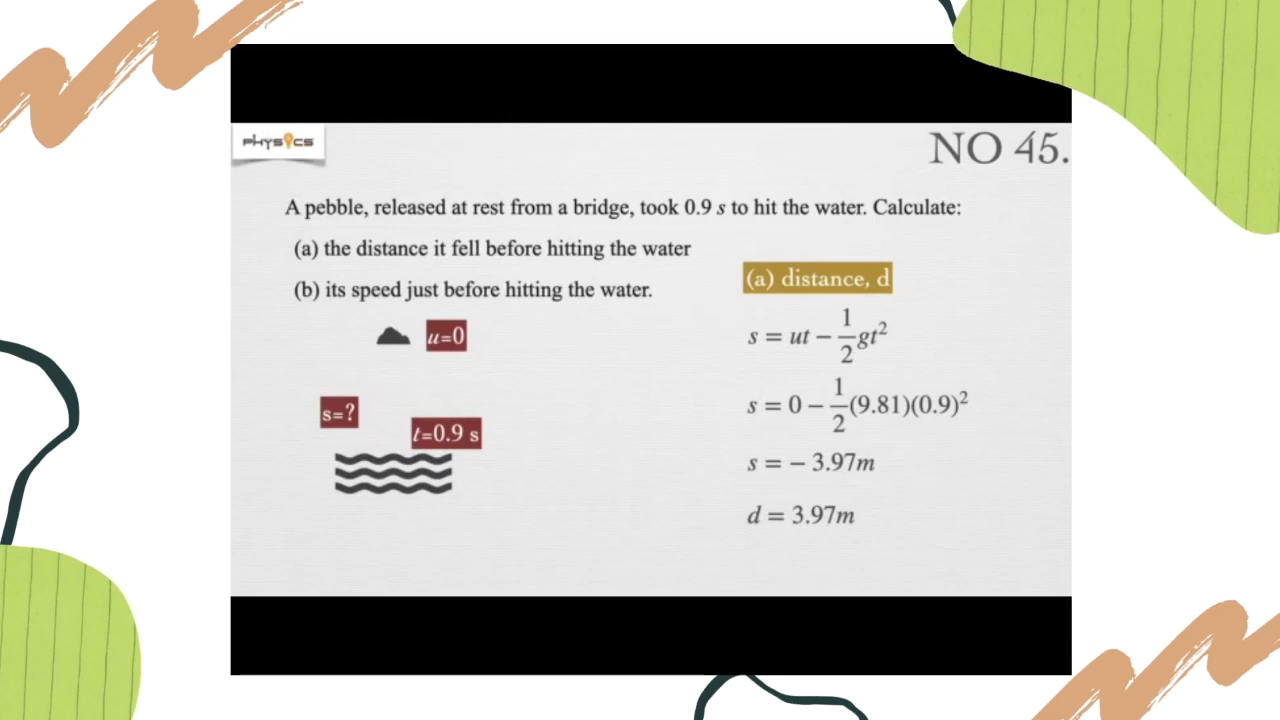 PHYSICS
NO 45.
A pebble, released at rest from a bridge, took 0.9 s to hit the water. Calculate:
(a) the distance it fell before hitting the water
(b) its speed just before hitting the water.
(a) distance, d
u=0
s = ut − 1/2 gt²
s=?
s = 0 − 1/2 (9.81)(0.9)²
t=0.9 s
s = − 3.97m
d = 3.97m